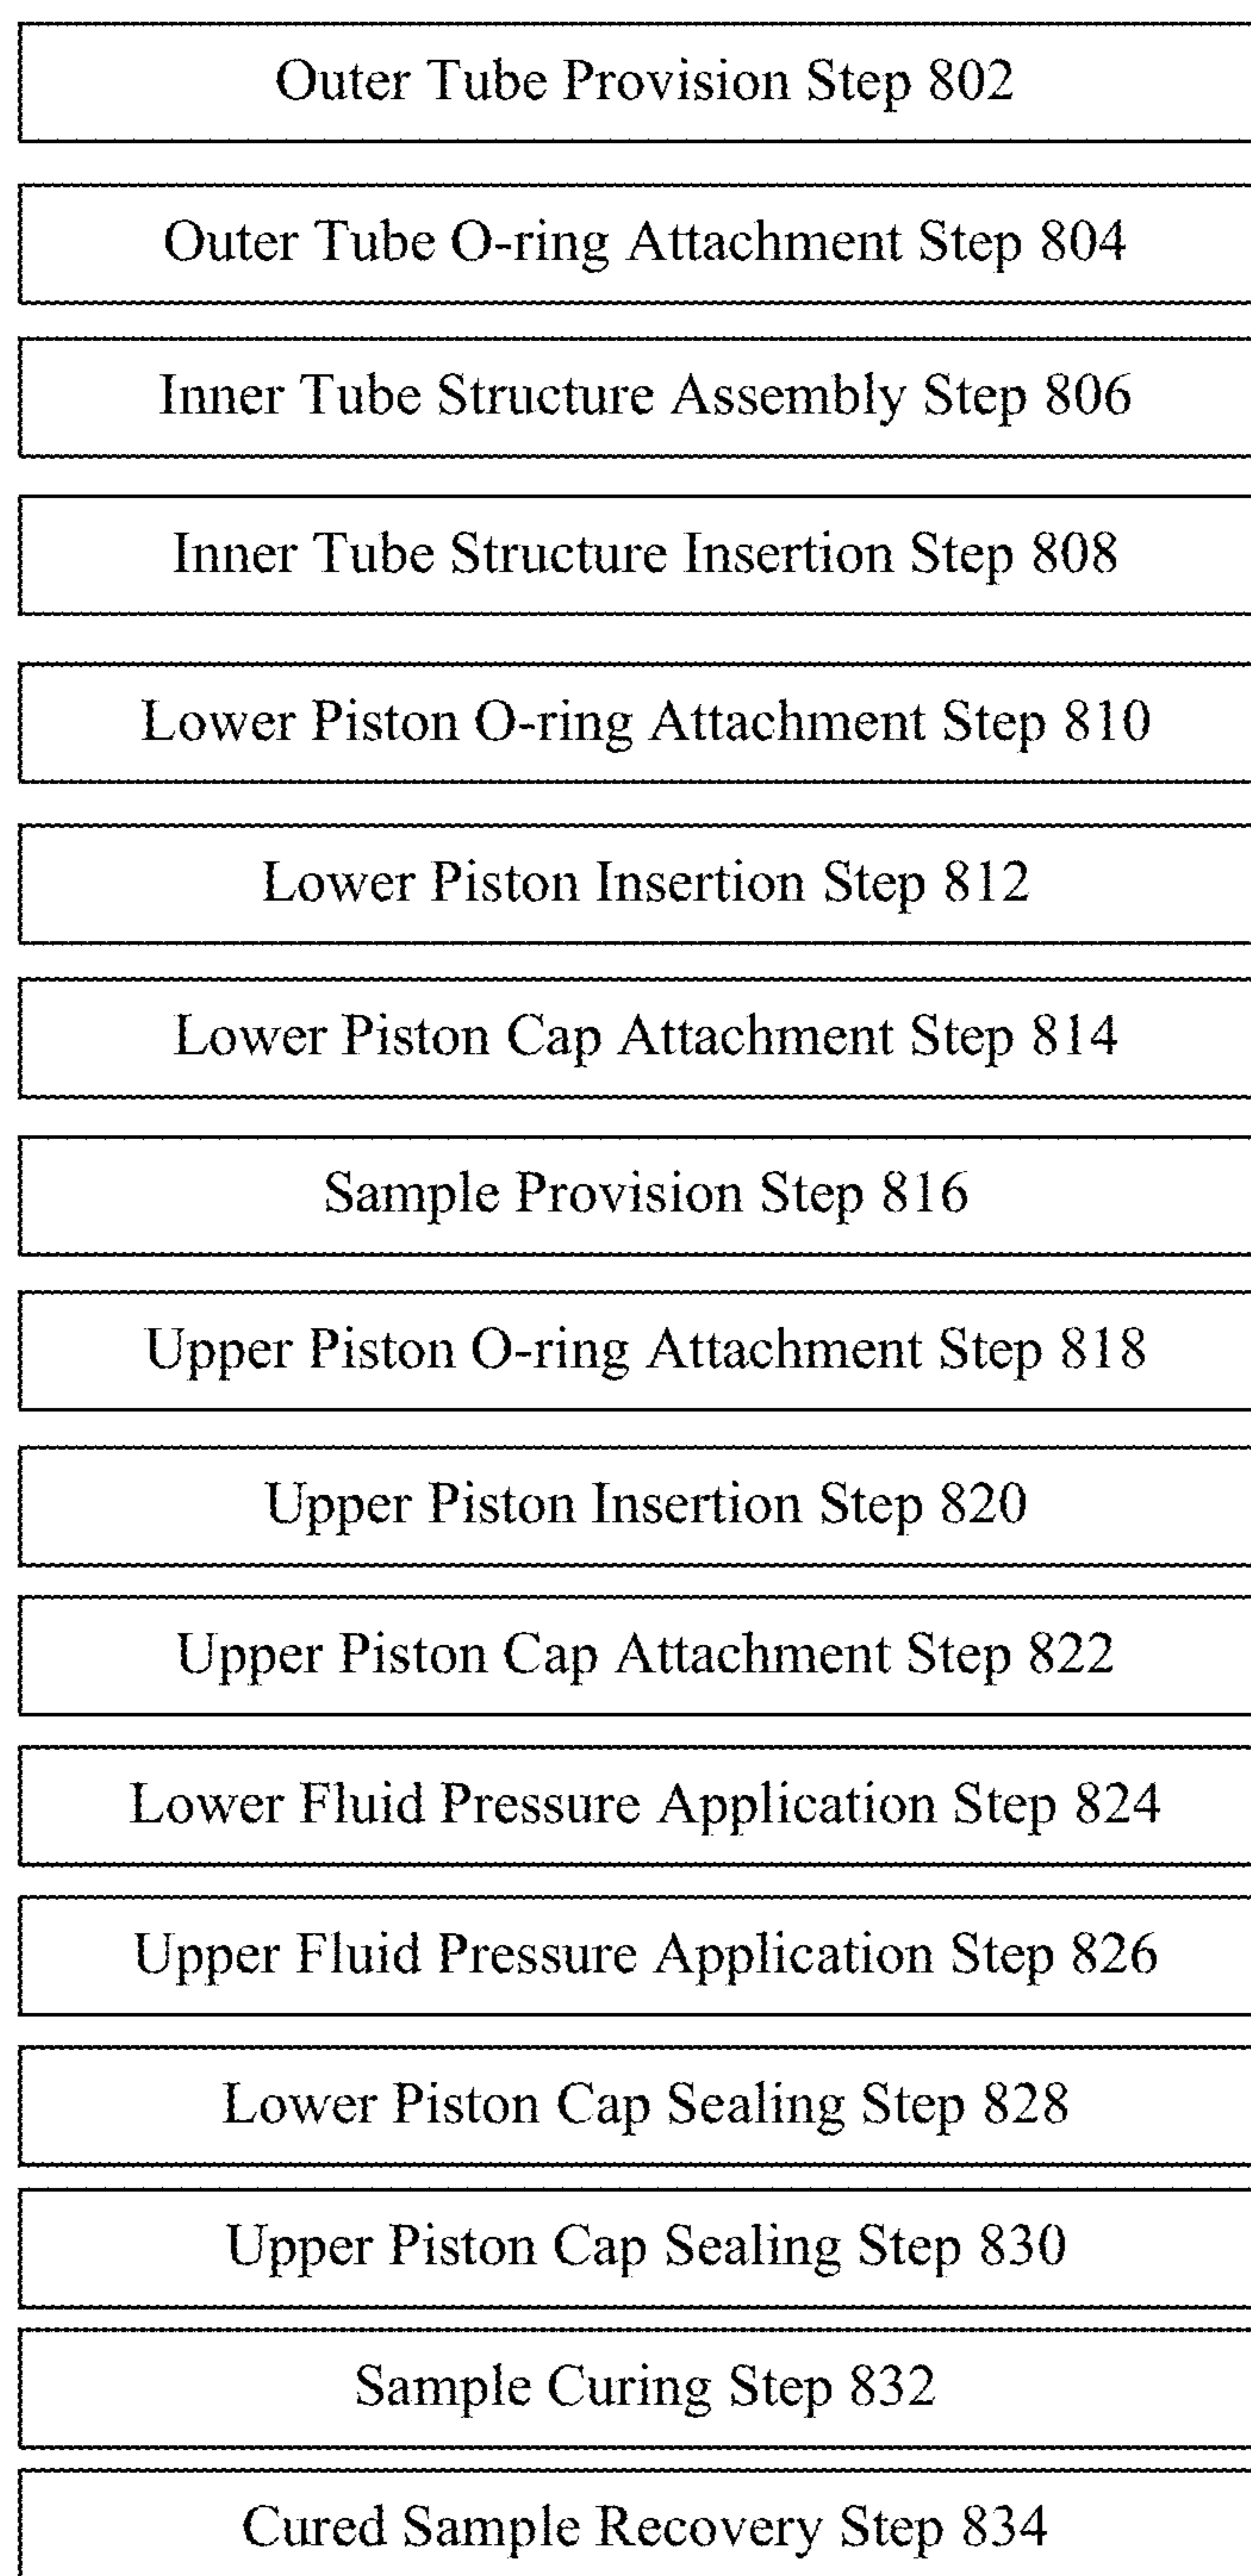 Outer Tube Provision Step 802
Outer Tube O-ring Attachment Step 804
Inner Tube Structure Assembly Step 806
Inner Tube Structure Insertion Step 808
Lower Piston O-ring Attachment Step 810
Lower Piston Insertion Step 812
Lower Piston Cap Attachment Step 814
Sample Provision Step 816
Upper Piston O-ring Attachment Step 818
Upper Piston Insertion Step 820
Upper Piston Cap Attachment Step 822
Lower Fluid Pressure Application Step 824
Upper Fluid Pressure Application Step 826
Lower Piston Cap Sealing Step 828
Upper Piston Cap Sealing Step 830
Sample Curing Step 832
Cured Sample Recovery Step 834